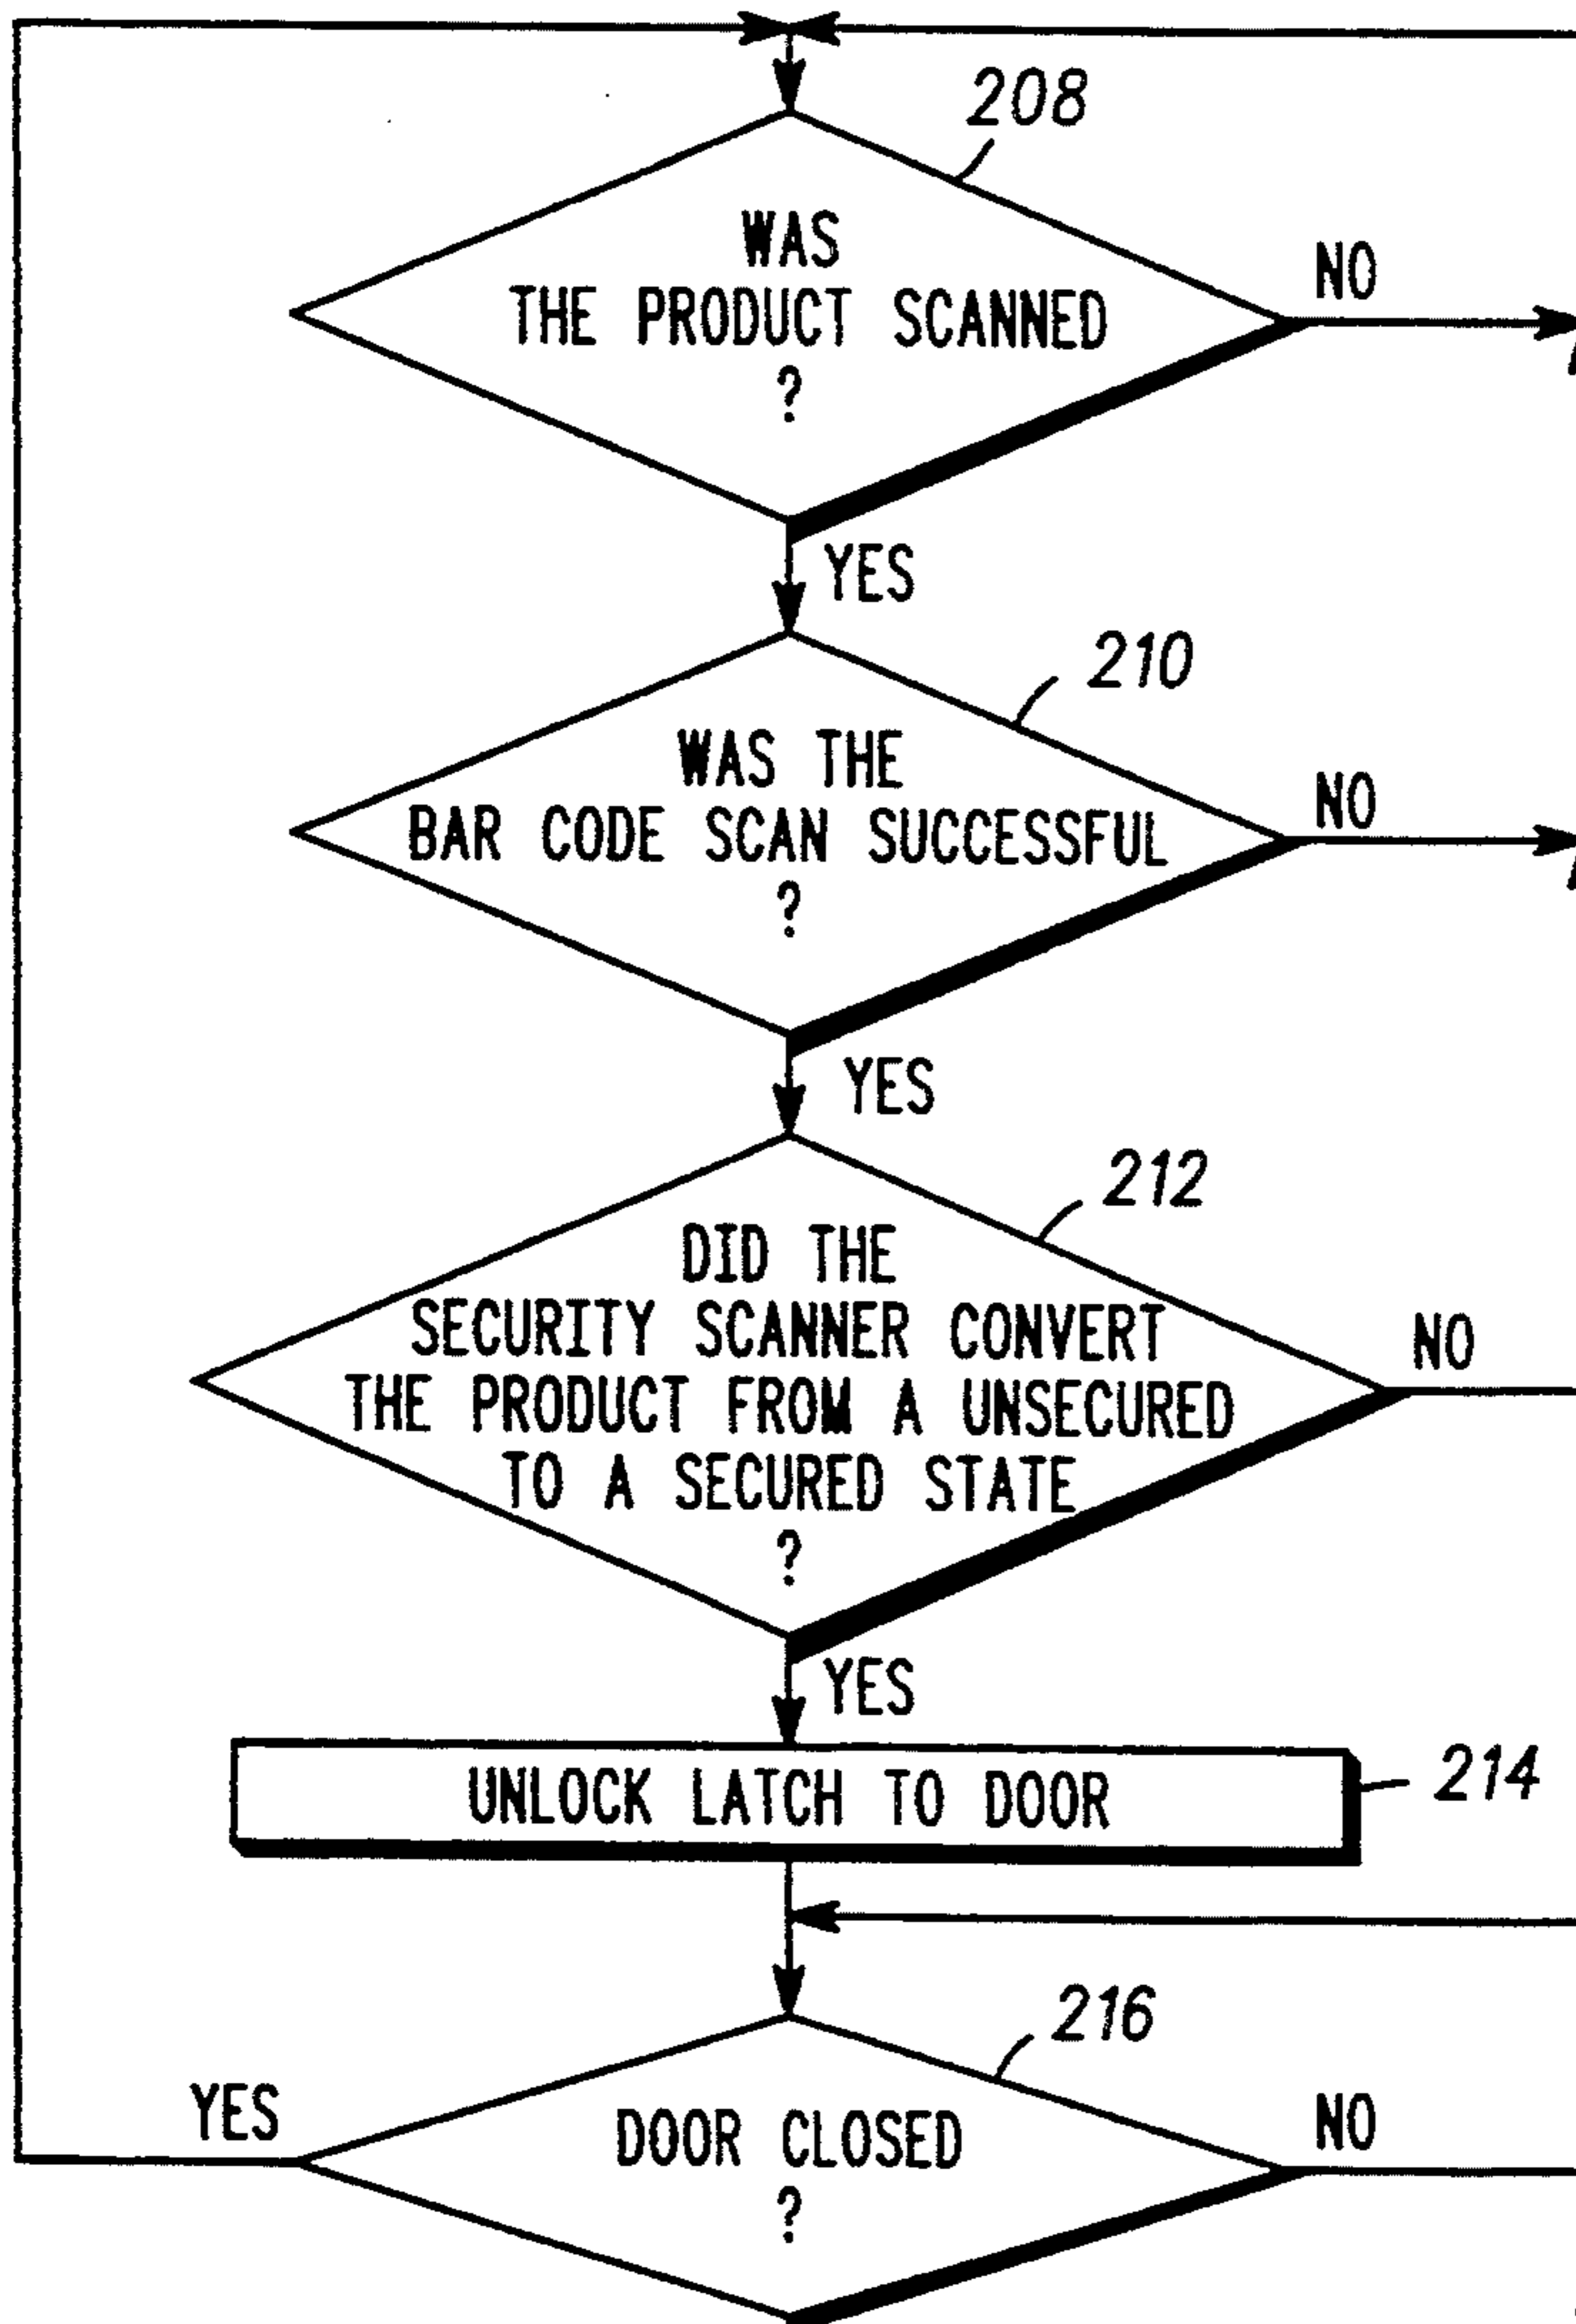 208
WAS
THE PRODUCT SCANNED
?
NO
YES
210
WAS THE
BAR CODE SCAN SUCCESSFUL
?
NO
YES
212
DID THE
SECURITY SCANNER CONVERT
THE PRODUCT FROM A UNSECURED
TO A SECURED STATE
?
NO
YES
UNLOCK LATCH TO DOOR
214
216
YES
DOOR CLOSED
?
NO